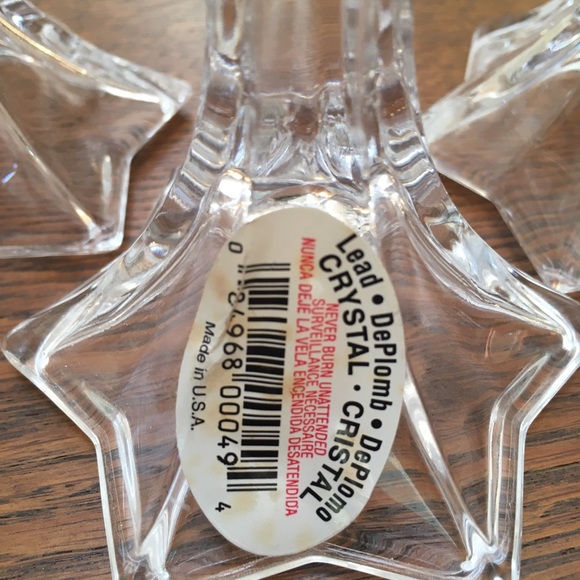 Lead • DePlomb • DePlomo
CRYSTAL • CRISTAL
NEVER BURN UNATTENDED
SURVEILLANCE NÉCESSAIRE
NUNCA DEJE LA VELA ENCENDIDA DESATENDIDA
0 34968 00049 4
Made in U.S.A.